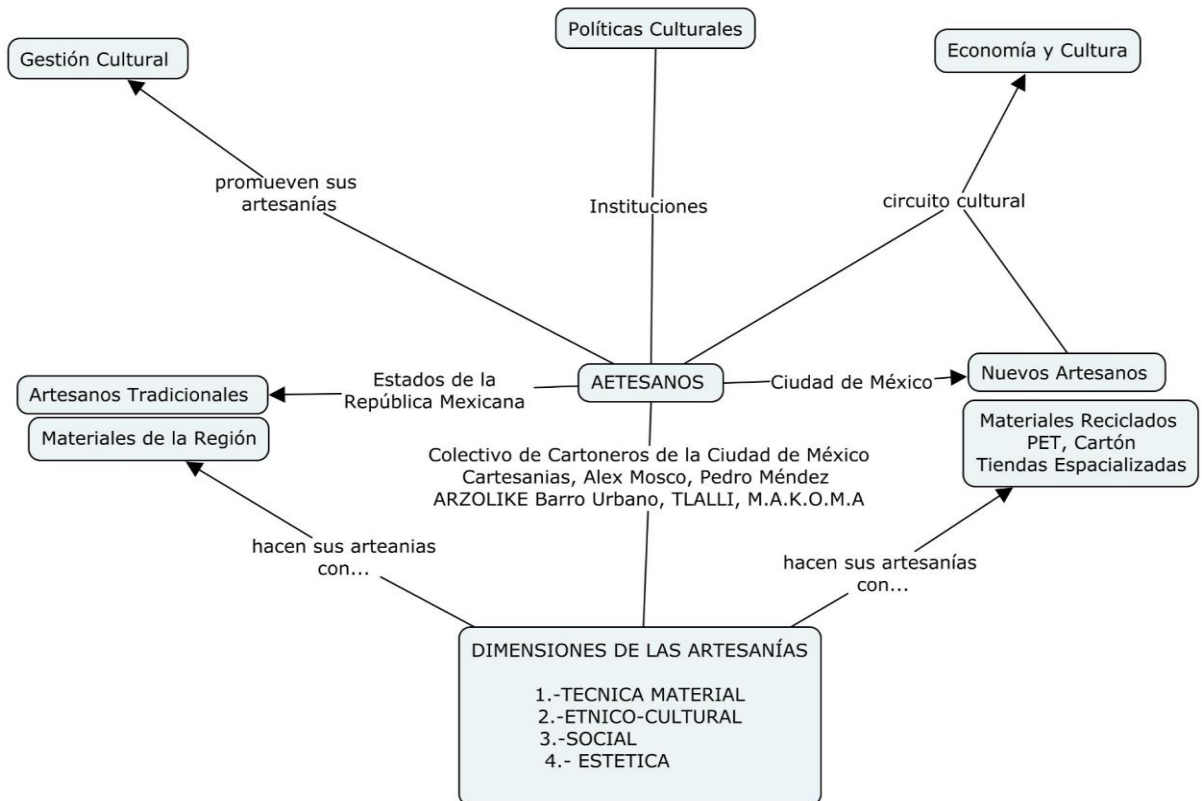 Políticas Culturales
Gestión Cultural
Economía y Cultura
promueven sus
artesanías
Instituciones
circuito cultural
Artesanos Tradicionales
Estados de la
República Mexicana
AETESANOS
Ciudad de México
Nuevos Artesanos
Materiales de la Región
Materiales Reciclados
PET, Cartón
Tiendas Espacializadas
Colectivo de Cartoneros de la Ciudad de México
Cartesanias, Alex Mosco, Pedro Méndez
ARZOLIKE Barro Urbano, TLALLI, M.A.K.O.M.A
hacen sus arteanias
con...
hacen sus artesanías
con...
DIMENSIONES DE LAS ARTESANÍAS
1.-TECNICA MATERIAL
2.-ETNICO-CULTURAL
3.-SOCIAL
4.- ESTETICA